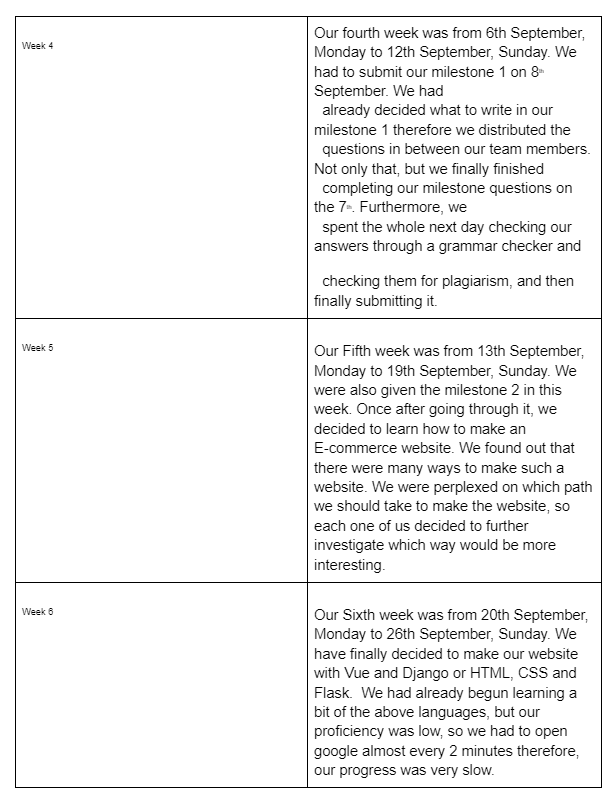 Week 4
Our fourth week was from 6th September,
Monday to 12th September, Sunday. We
had to submit our milestone 1 on 8th
September. We had
already decided what to write in our
milestone 1 therefore we distributed the
questions in between our team members.
Not only that, but we finally finished
completing our milestone questions on
the 7th. Furthermore, we
spent the whole next day checking our
answers through a grammar checker and
checking them for plagiarism, and then
finally submitting it.
Week 5
Our Fifth week was from 13th September,
Monday to 19th September, Sunday. We
were also given the milestone 2 in this
week. Once after going through it, we
decided to learn how to make an
E-commerce website. We found out that
there were many ways to make such a
website. We were perplexed on which path
we should take to make the website, so
each one of us decided to further
investigate which way would be more
interesting.
Week 6
Our Sixth week was from 20th September,
Monday to 26th September, Sunday. We
have finally decided to make our website
with Vue and Django or HTML, CSS and
Flask.  We had already begun learning a
bit of the above languages, but our
proficiency was low, so we had to open
google almost every 2 minutes therefore,
our progress was very slow.